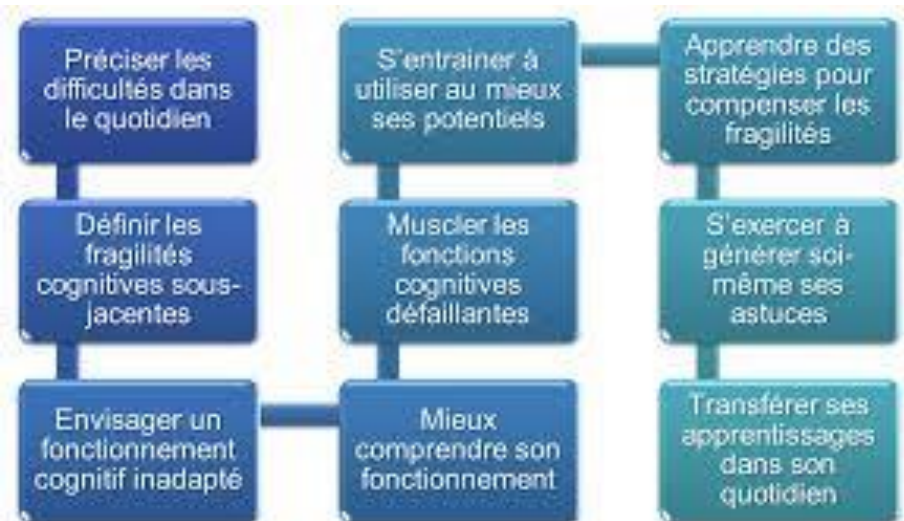 Préciser les
difficultés dans
le quotidien
Définir les
fragilités
cognitives sous-
jacentes
Envisager un
fonctionnement
cognitif inadapté
Mieux
comprendre son
fonctionnement
Muscler les
fonctions
cognitives
défaillantes
S'entrainer à
utiliser au mieux
ses potentiels
Apprendre des
stratégies pour
compenser les
fragilités
S'exercer à
générer soi-
même ses
astuces
Transférer ses
apprentissages
dans son
quotidien